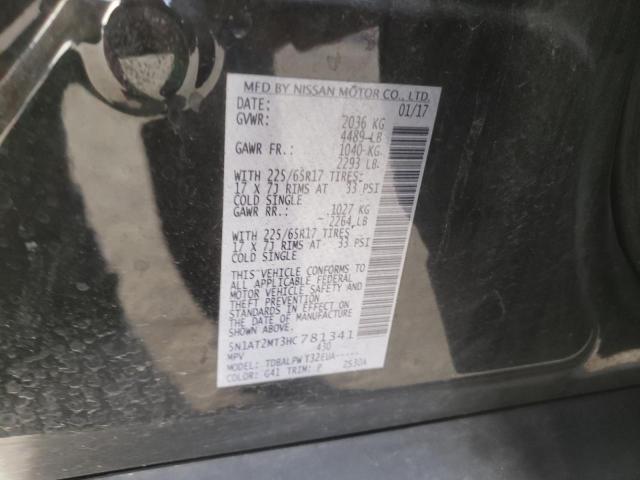 MFD BY NISSAN MOTOR CO., LTD.
DATE: 01/17
GVWR: 2036 KG
4489 LB
GAWR FR.: 1040 KG
2293 LB
WITH 225/65R17 TIRES
17 X 7J RIMS AT 33 PSI
COLD SINGLE
GAWR RR.: 1027 KG
2264 LB
WITH 225/65R17 TIRES
17 X 7J RIMS AT 33 PSI
COLD SINGLE
THIS VEHICLE CONFORMS TO
ALL APPLICABLE FEDERAL
MOTOR VEHICLE SAFETY AND
THEFT PREVENTION
STANDARDS IN EFFECT ON
THE DATE OF MANUFACTURE
SHOWN ABOVE.
5N1AT2MT3HC781341
MPV 430
MODEL: TDBALPWY32EUA-----
COLOR: G41 TRIM: P 2530A